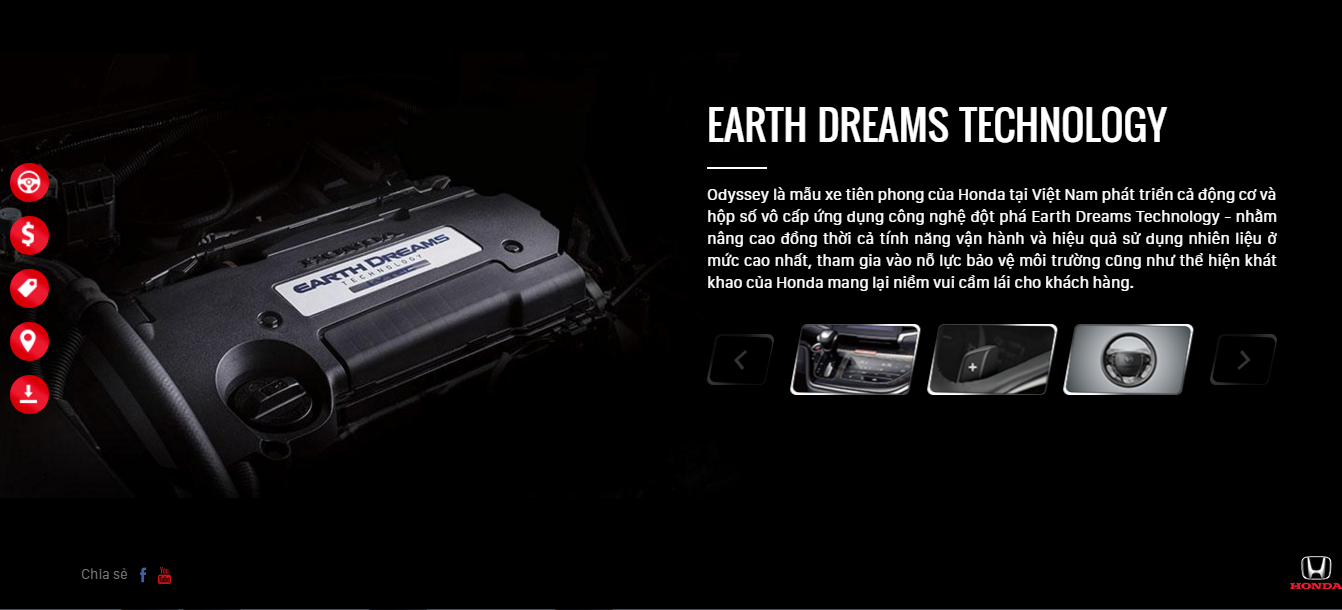 EARTH DREAMS TECHNOLOGY
Odyssey là mẫu xe tiên phong của Honda tại Việt Nam phát triển cả động cơ và
hộp số vô cấp ứng dụng công nghệ đột phá Earth Dreams Technology - nhằm
nâng cao đồng thời cả tính năng vận hành và hiệu quả sử dụng nhiên liệu ở
mức cao nhất, tham gia vào nỗ lực bảo vệ môi trường cũng như thể hiện khát
khao của Honda mang lại niềm vui cầm lái cho khách hàng.
HONDA
EARTH DREAMS
TECHNOLOGY
+
Chia sẻ
f
You
Tube
HONDA